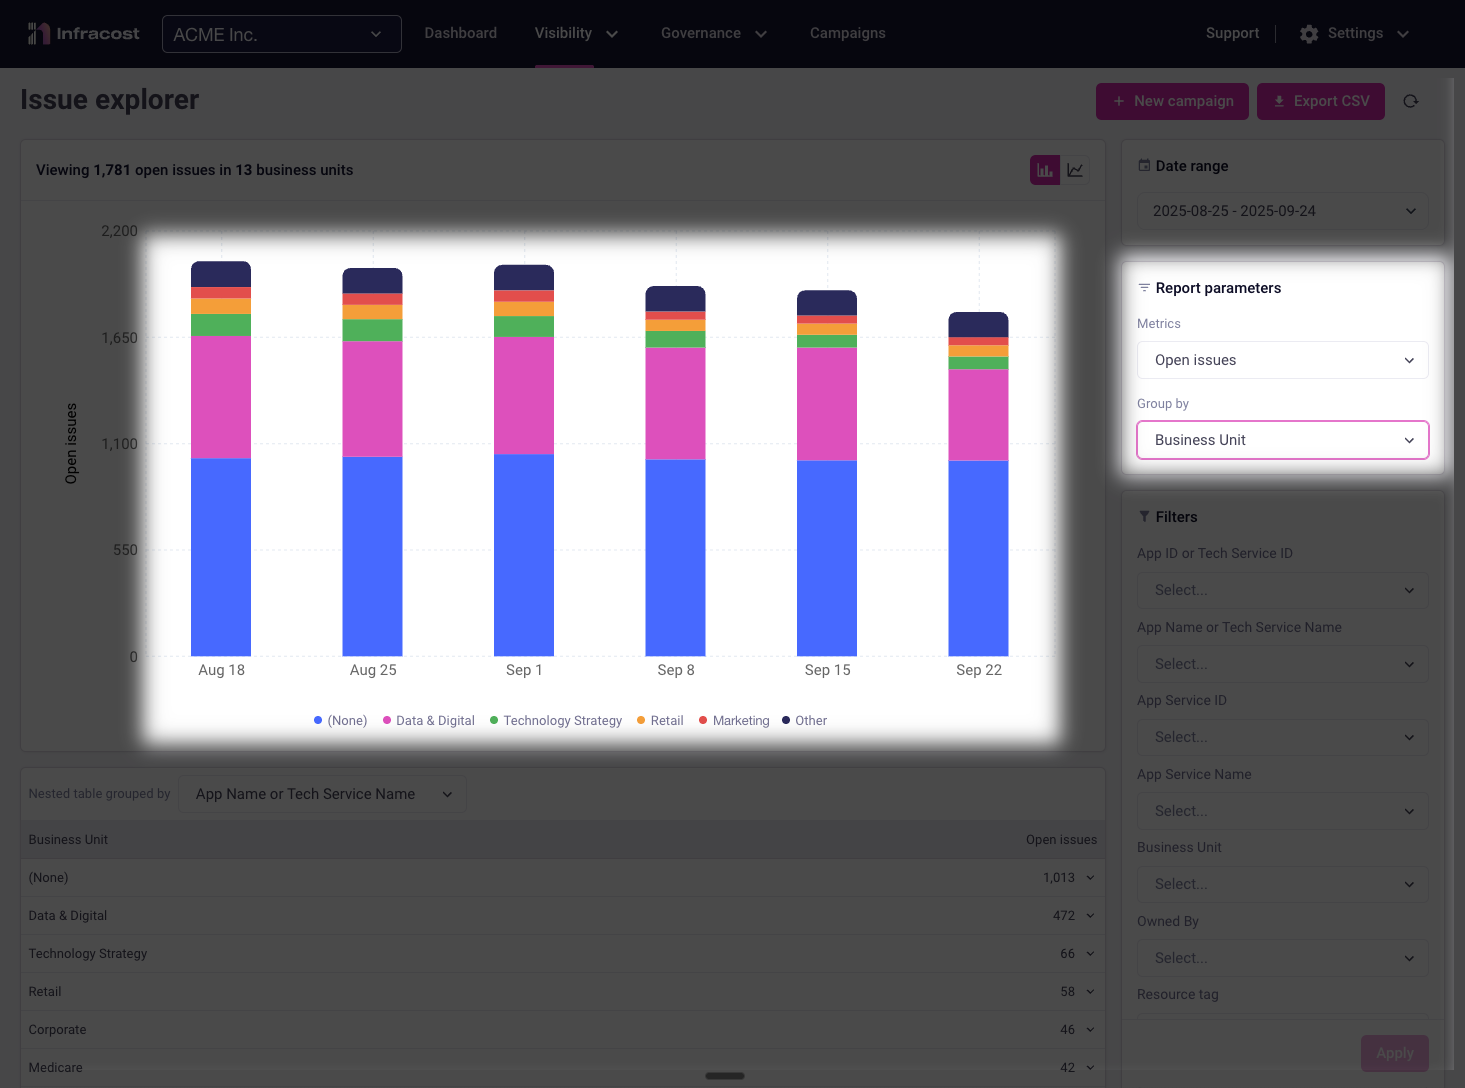 Infracost
ACME Inc.
Dashboard
Visibility
Governance
Campaigns
Support
Settings
Issue explorer
+ New campaign
Export CSV
Viewing 1,781 open issues in 13 business units
2,200
1,650
1,100
550
0
Open issues
Aug 18
Aug 25
Sep 1
Sep 8
Sep 15
Sep 22
(None)
Data & Digital
Technology Strategy
Retail
Marketing
Other
Date range
2025-08-25 - 2025-09-24
Report parameters
Metrics
Open issues
Group by
Business Unit
Filters
App ID or Tech Service ID
Select...
App Name or Tech Service Name
Select...
App Service ID
Select...
App Service Name
Select...
Business Unit
Select...
Owned By
Select...
Resource tag
Apply
Nested table grouped by
App Name or Tech Service Name
Business Unit Open issues
(None) 1,013
Data & Digital 472
Technology Strategy 66
Retail 58
Corporate 46
Medicare 42